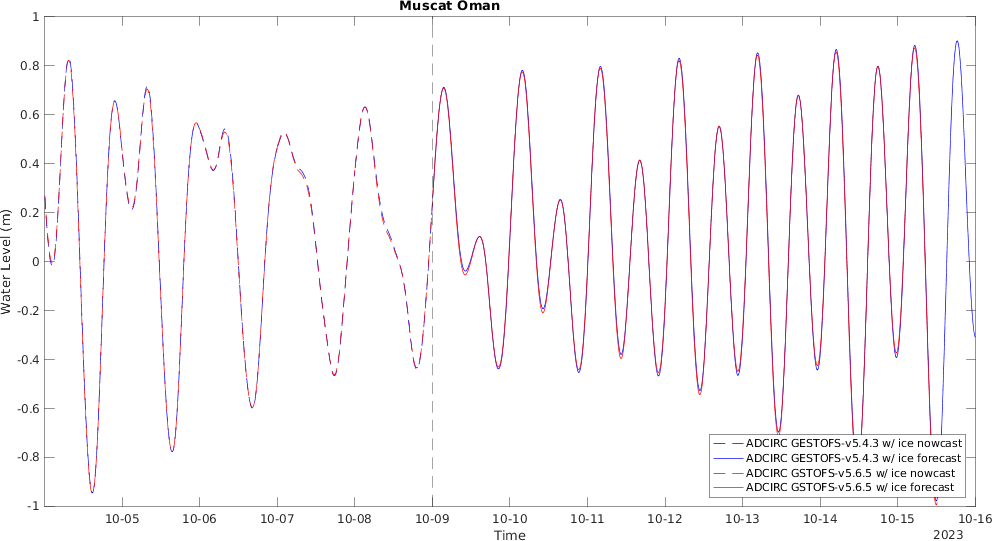 Muscat Oman
1
0.8
0.6
0.4
0.2
0
-0.2
-0.4
-0.6
-0.8
-1
Water Level (m)
10-05 10-06 10-07 10-08 10-09 10-10 10-11 10-12 10-13 10-14 10-15 10-16
Time
2023
ADCIRC GESTOFS-v5.4.3 w/ ice nowcast
ADCIRC GESTOFS-v5.4.3 w/ ice forecast
ADCIRC GSTOFS-v5.6.5 w/ ice nowcast
ADCIRC GSTOFS-v5.6.5 w/ ice forecast